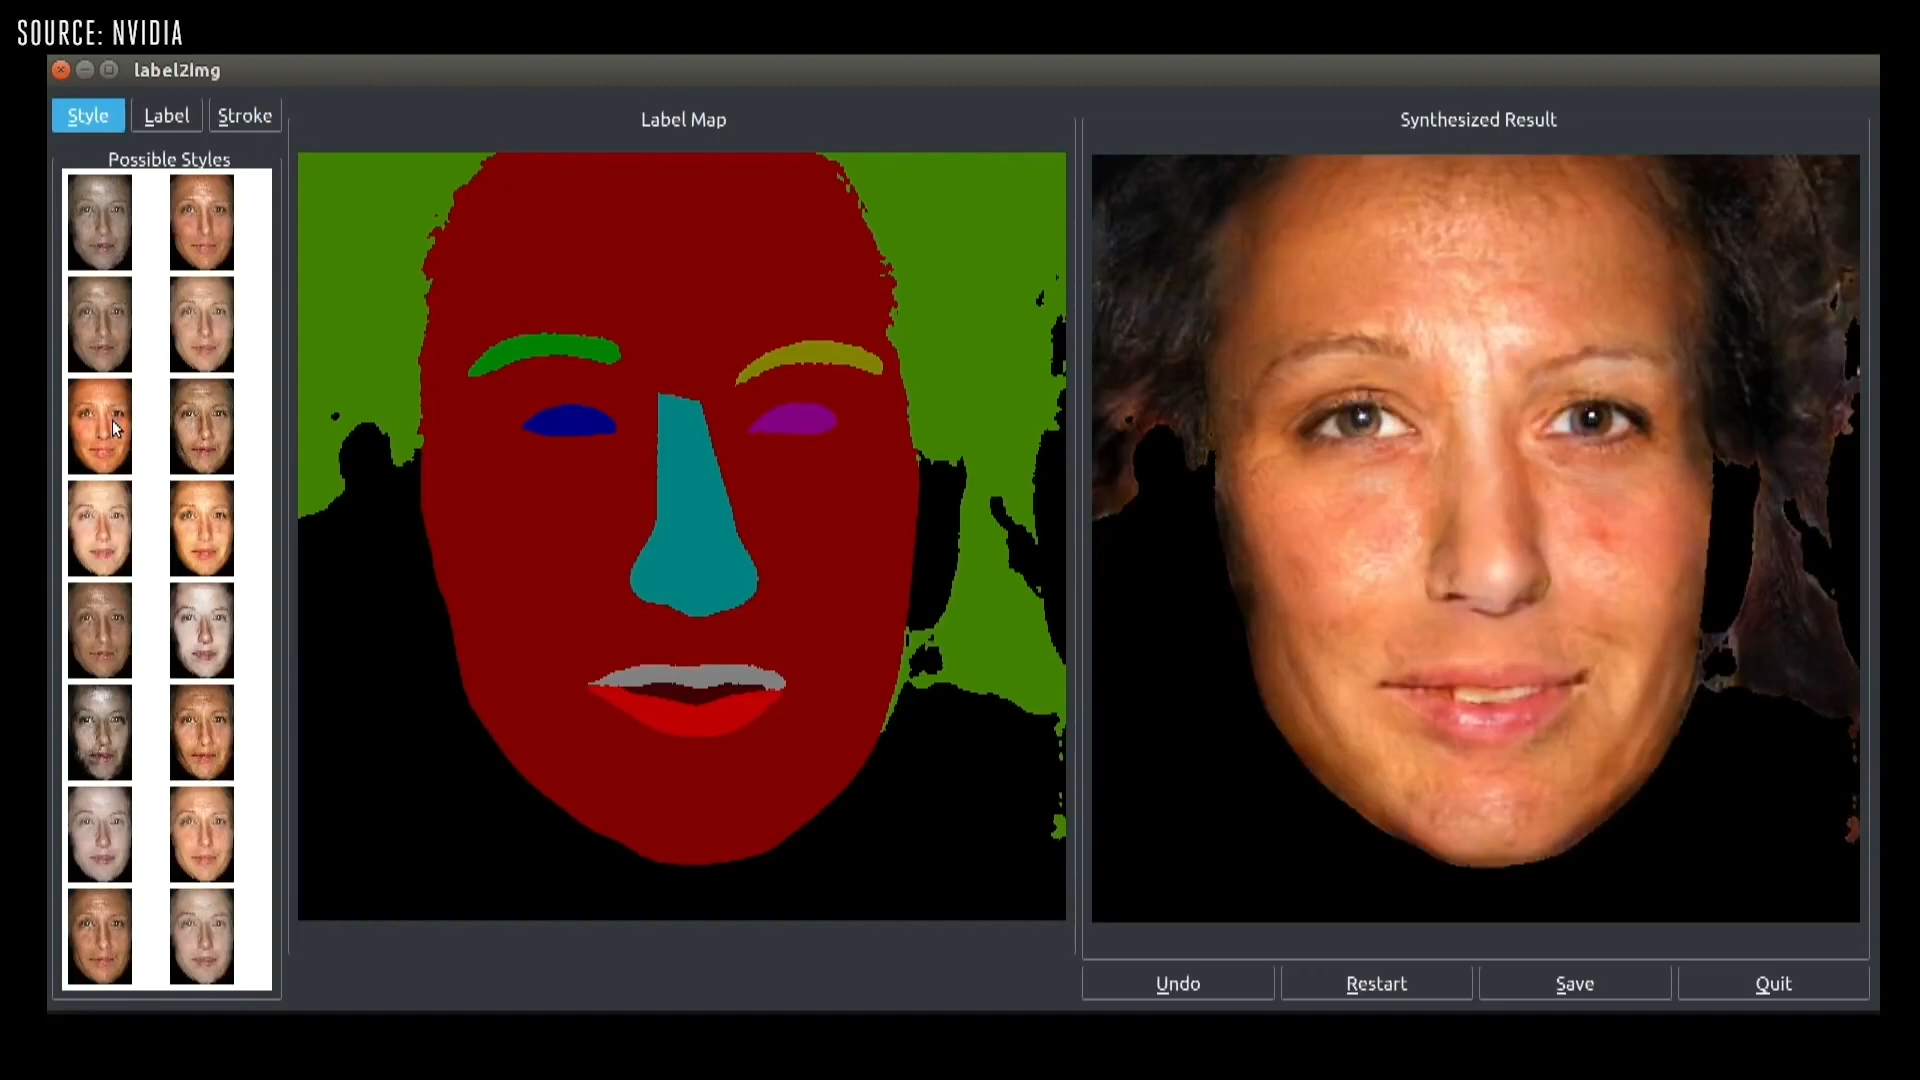 SOURCE: NVIDIA
label2Img
Style Label Stroke
Possible Styles
Label Map
Synthesized Result
Undo Restart Save Quit